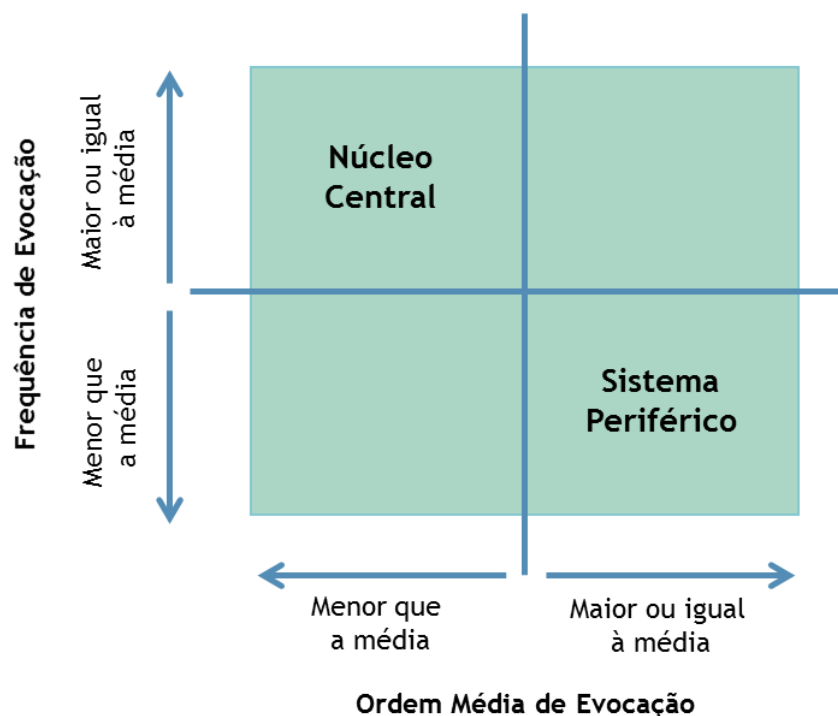 Frequência de Evocação
Maior ou igual
à média
Menor que
a média
Núcleo
Central
Sistema
Periférico
Menor que
a média
Maior ou igual
à média
Ordem Média de Evocação